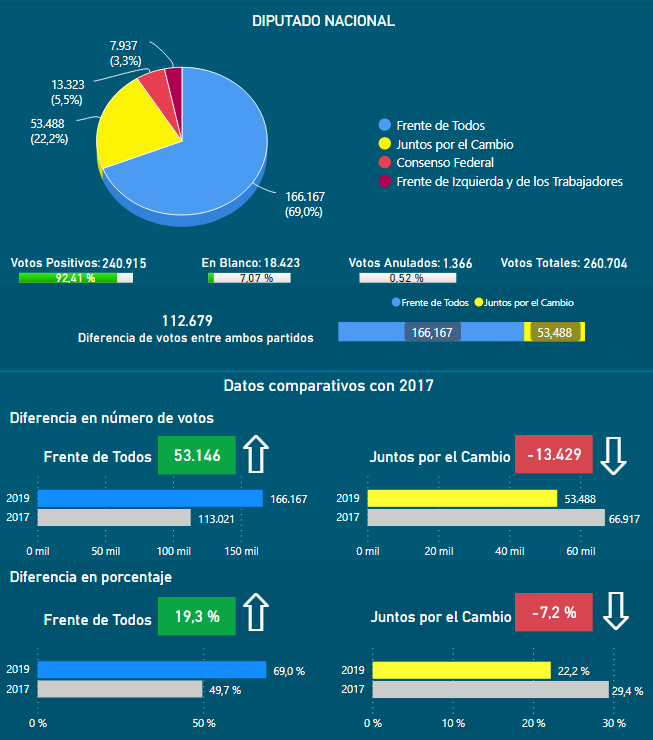 DIPUTADO NACIONAL
7.937
(3,3%)
13.323
(5,5%)
53.488
(22,2%)
166.167
(69,0%)
Frente de Todos
Juntos por el Cambio
Consenso Federal
Frente de Izquierda y de los Trabajadores
Votos Positivos: 240.915
92,41 %
En Blanco: 18.423
7,07 %
Votos Anulados: 1.366
0,52 %
Votos Totales: 260.704
112.679
Diferencia de votos entre ambos partidos
Frente de Todos Juntos por el Cambio
166,167 53,488
Datos comparativos con 2017
Diferencia en número de votos
Frente de Todos 53.146
2019 166.167
2017 113.021
0 mil 50 mil 100 mil 150 mil
Juntos por el Cambio -13.429
2019 53.488
2017 66.917
0 mil 20 mil 40 mil 60 mil
Diferencia en porcentaje
Frente de Todos 19,3 %
2019 69,0 %
2017 49,7 %
0 % 50 %
Juntos por el Cambio -7,2 %
2019 22,2 %
2017 29,4 %
0 % 10 % 20 % 30 %